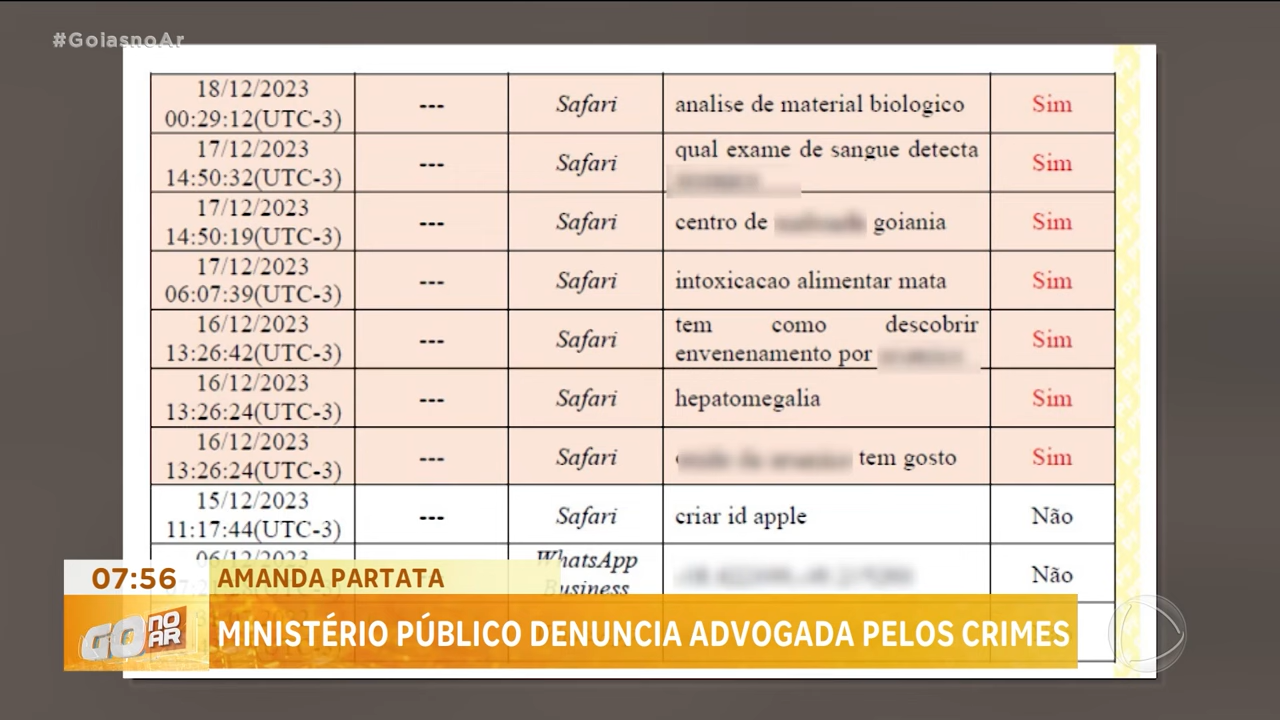 #GoiasnoAr
18/12/2023
00:29:12(UTC-3)
---
Safari
analise de material biologico
Sim
17/12/2023
14:50:32(UTC-3)
---
Safari
qual exame de sangue detecta
Sim
17/12/2023
14:50:19(UTC-3)
---
Safari
centro de
goiania
Sim
17/12/2023
06:07:39(UTC-3)
---
Safari
intoxicacao alimentar mata
Sim
16/12/2023
13:26:42(UTC-3)
---
Safari
tem como descobrir
envenenamento por
Sim
16/12/2023
13:26:24(UTC-3)
---
Safari
hepatomegalia
Sim
16/12/2023
13:26:24(UTC-3)
---
Safari
tem gosto
Sim
15/12/2023
11:17:44(UTC-3)
---
Safari
criar id apple
Não
06/12/2023
---
WhatsApp
Business
Não
07:56
AMANDA PARTATA
GO NO AR
MINISTÉRIO PÚBLICO DENUNCIA ADVOGADA PELOS CRIMES